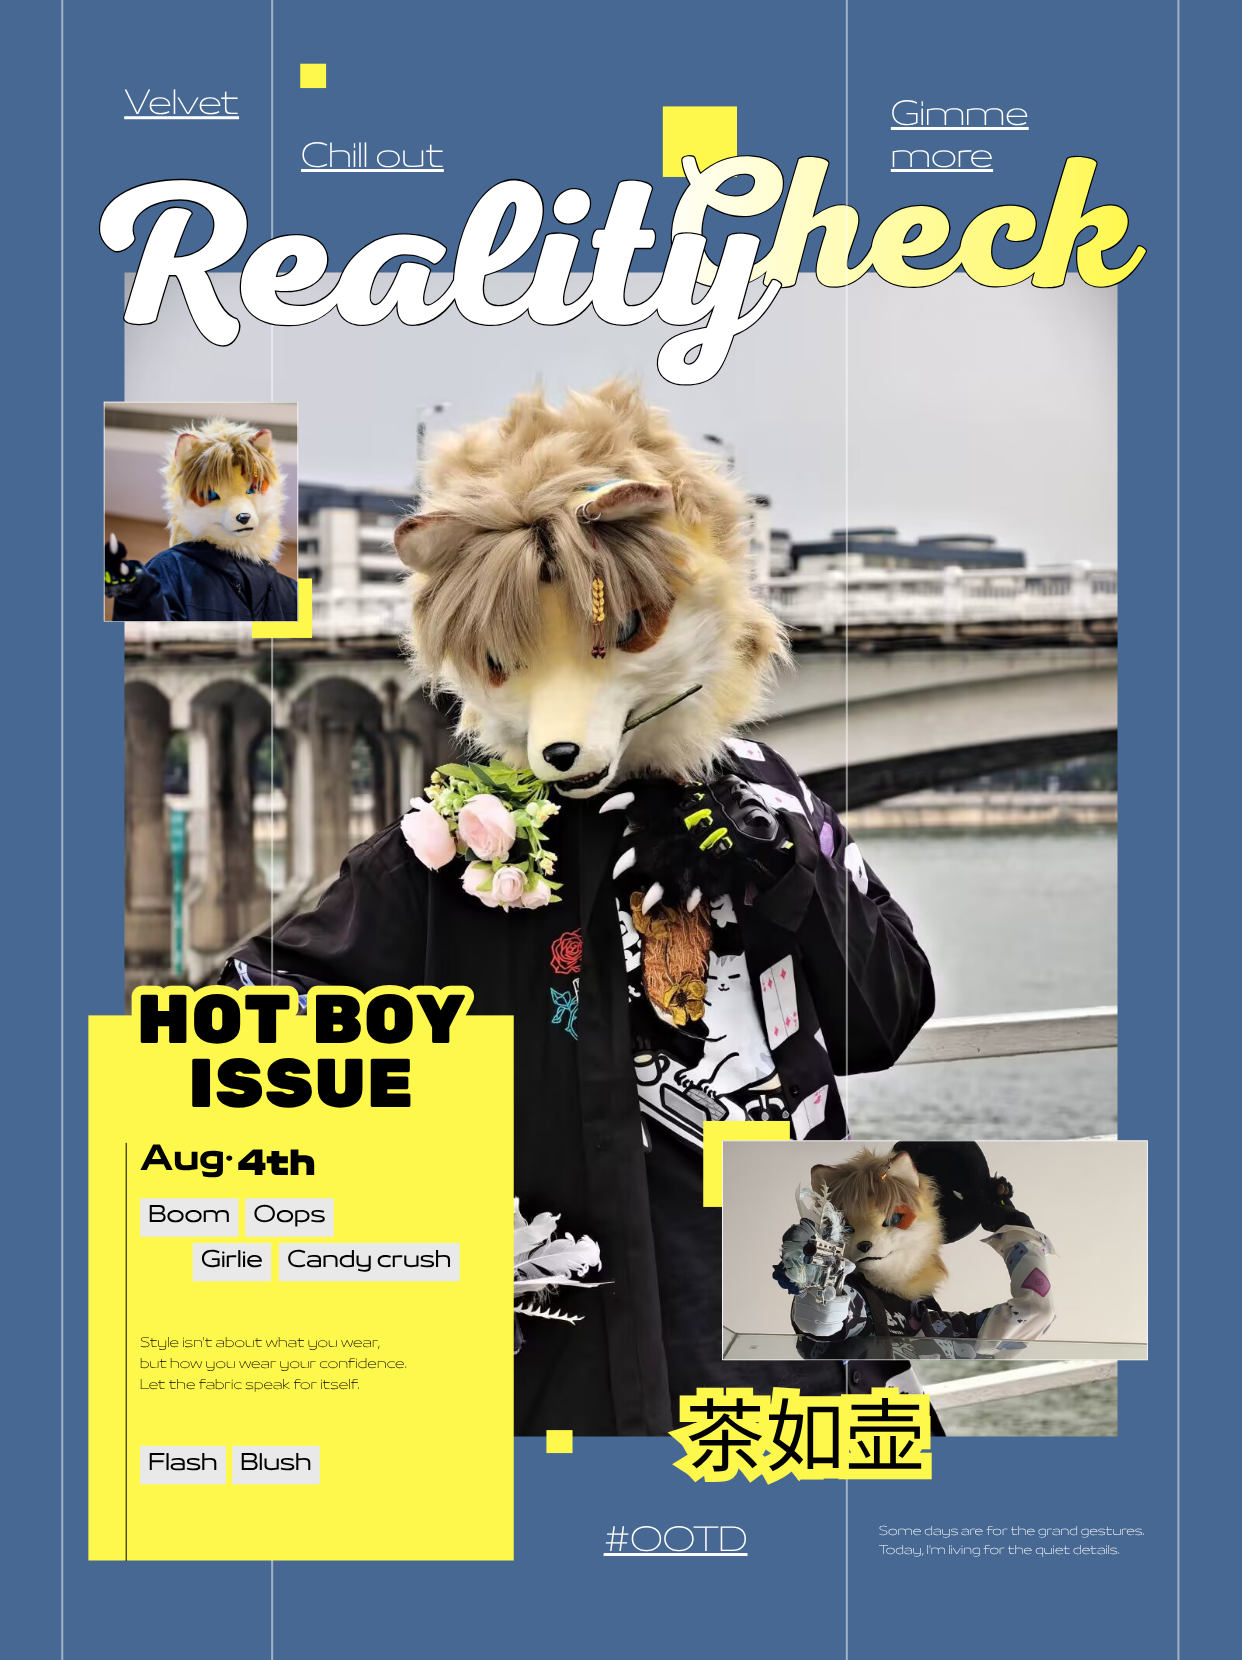 Velvet
Chill out
Gimme
more
Reality Check
HOT BOY
ISSUE
Aug· 4th
Boom Oops
Girlie Candy crush
Style isn't about what you wear,
but how you wear your confidence.
Let the fabric speak for itself.
Flash Blush
茶如壶
#OOTD
Some days are for the grand gestures.
Today, I'm living for the quiet details.